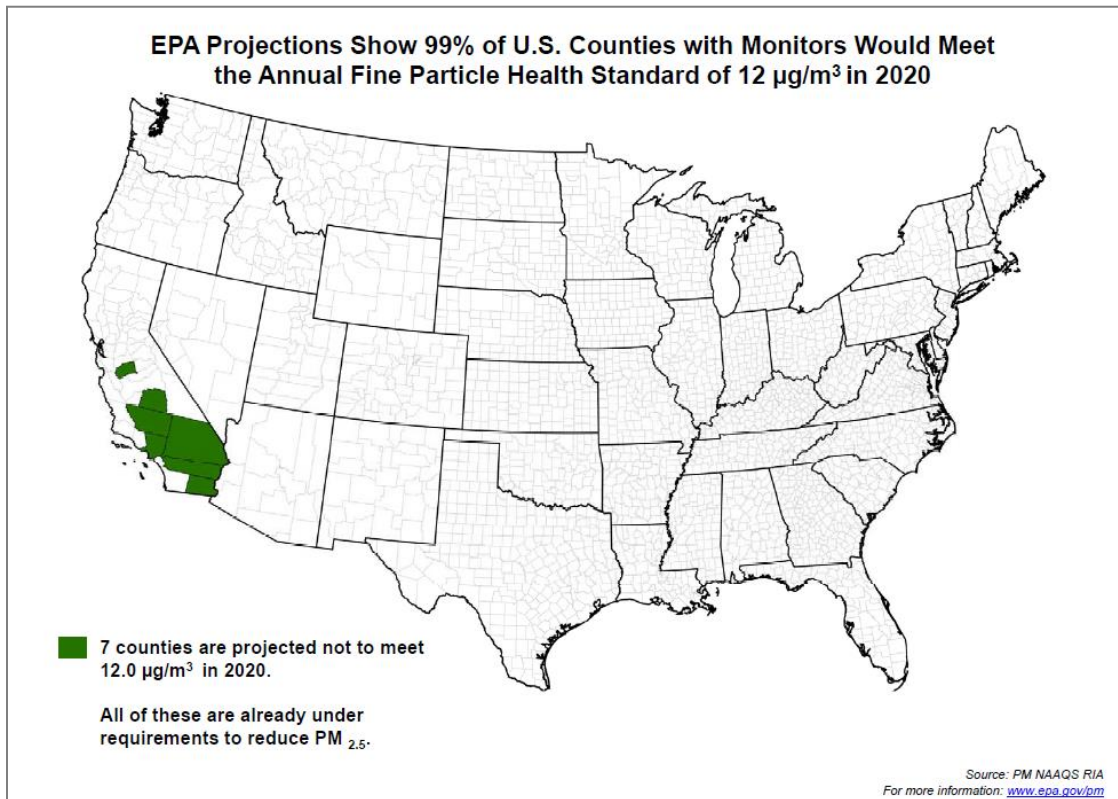 EPA Projections Show 99% of U.S. Counties with Monitors Would Meet
the Annual Fine Particle Health Standard of 12 µg/m³ in 2020
7 counties are projected not to meet
12.0 µg/m³ in 2020.
All of these are already under
requirements to reduce PM 2.5.
Source: PM NAAQS RIA
For more information: www.epa.gov/pm